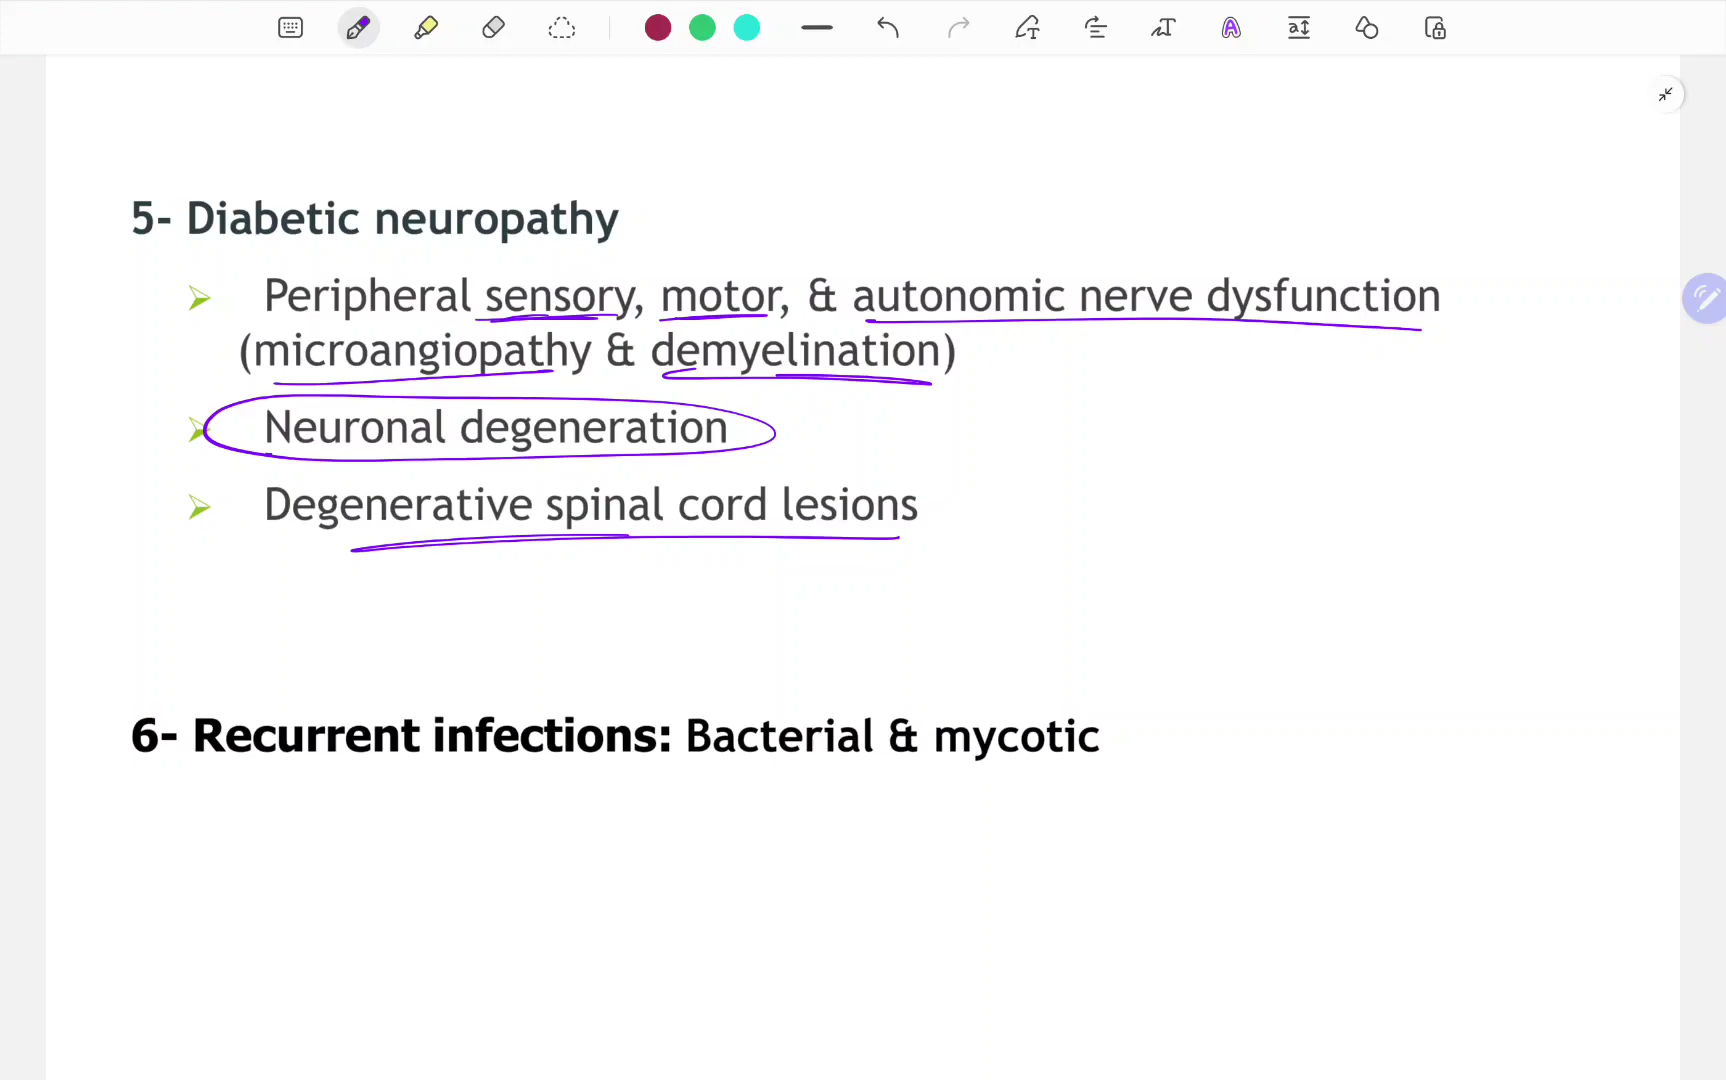 5- Diabetic neuropathy
➢ Peripheral sensory, motor, & autonomic nerve dysfunction
(microangiopathy & demyelination)
➢ Neuronal degeneration
➢ Degenerative spinal cord lesions
6- Recurrent infections: Bacterial & mycotic